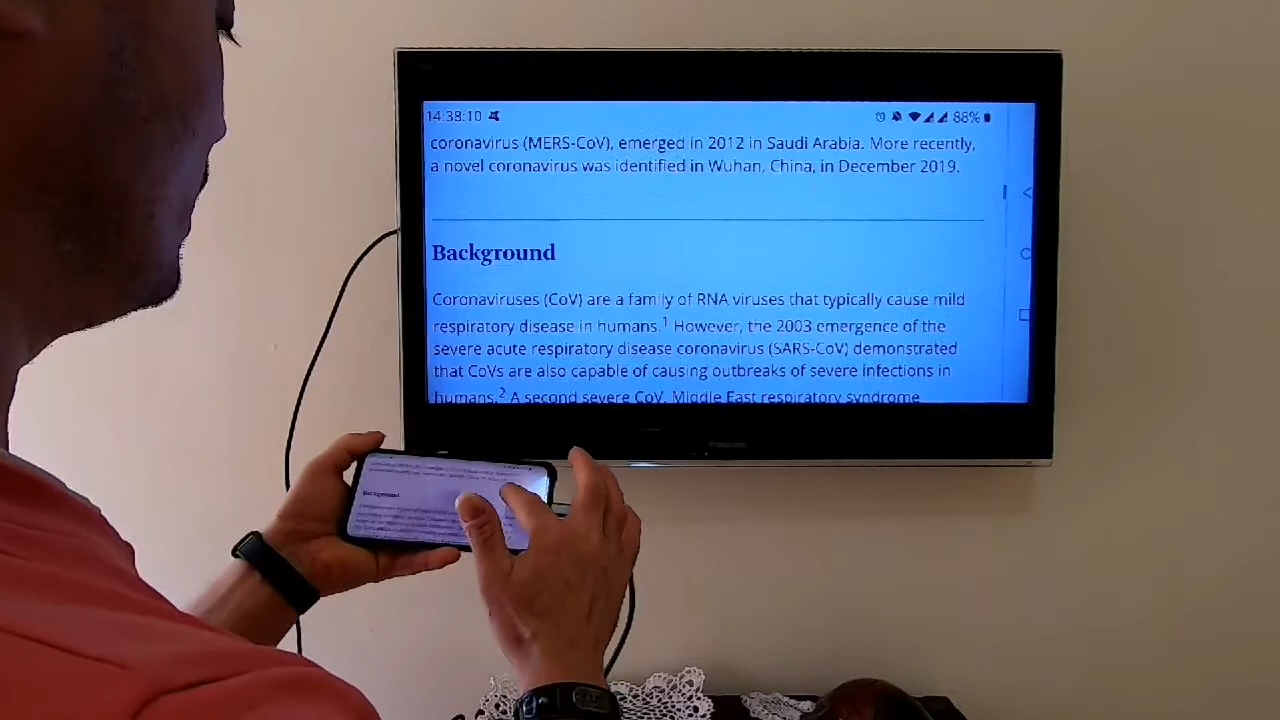 14:38:10 88%
coronavirus (MERS-CoV), emerged in 2012 in Saudi Arabia. More recently,
a novel coronavirus was identified in Wuhan, China, in December 2019.
Background
Coronaviruses (CoV) are a family of RNA viruses that typically cause mild
respiratory disease in humans.1 However, the 2003 emergence of the
severe acute respiratory disease coronavirus (SARS-CoV) demonstrated
that CoVs are also capable of causing outbreaks of severe infections in
humans.2 A second severe CoV, Middle East respiratory syndrome
Panasonic
Background